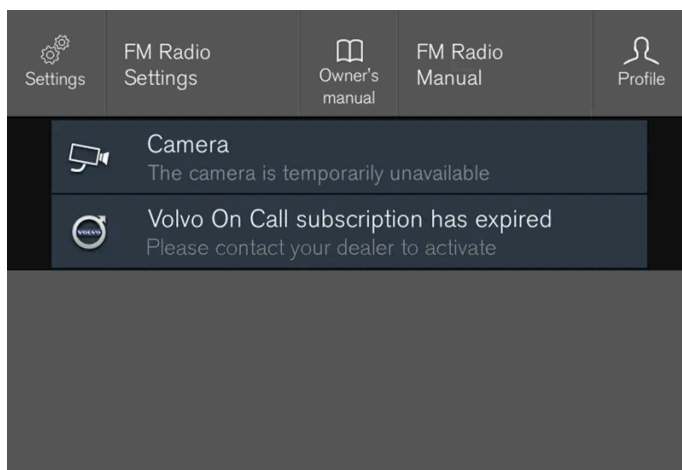 Settings
FM Radio
Settings
Owner's
manual
FM Radio
Manual
Profile
Camera
The camera is temporarily unavailable
VOLVO
Volvo On Call subscription has expired
Please contact your dealer to activate